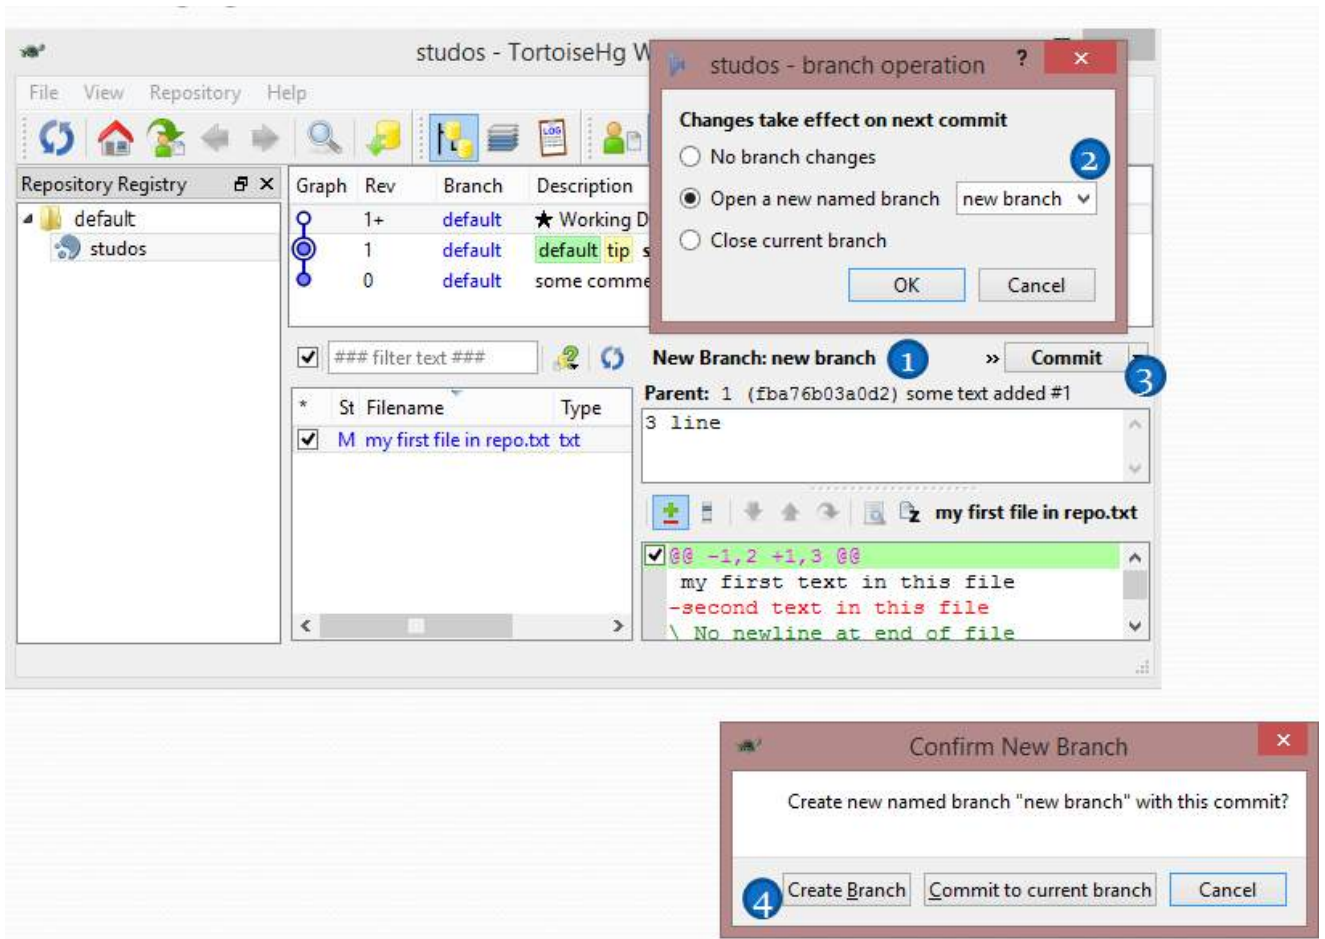 studos - TortoiseHg W
File View Repository Help
LOG
Repository Registry
default
studos
Graph Rev Branch Description
1+ default ★ Working D
1 default default tip s
0 default some comme
studos - branch operation ?
Changes take effect on next commit
No branch changes
2
Open a new named branch new branch
Close current branch
OK Cancel
### filter text ###
New Branch: new branch 1 » Commit
3
* St Filename Type
M my first file in repo.txt txt
Parent: 1 (fba76b03a0d2) some text added #1
3 line
my first file in repo.txt
@@ -1,2 +1,3 @@
my first text in this file
-second text in this file
\ No newline at end of file
Confirm New Branch
Create new named branch "new branch" with this commit?
4 Create Branch Commit to current branch Cancel